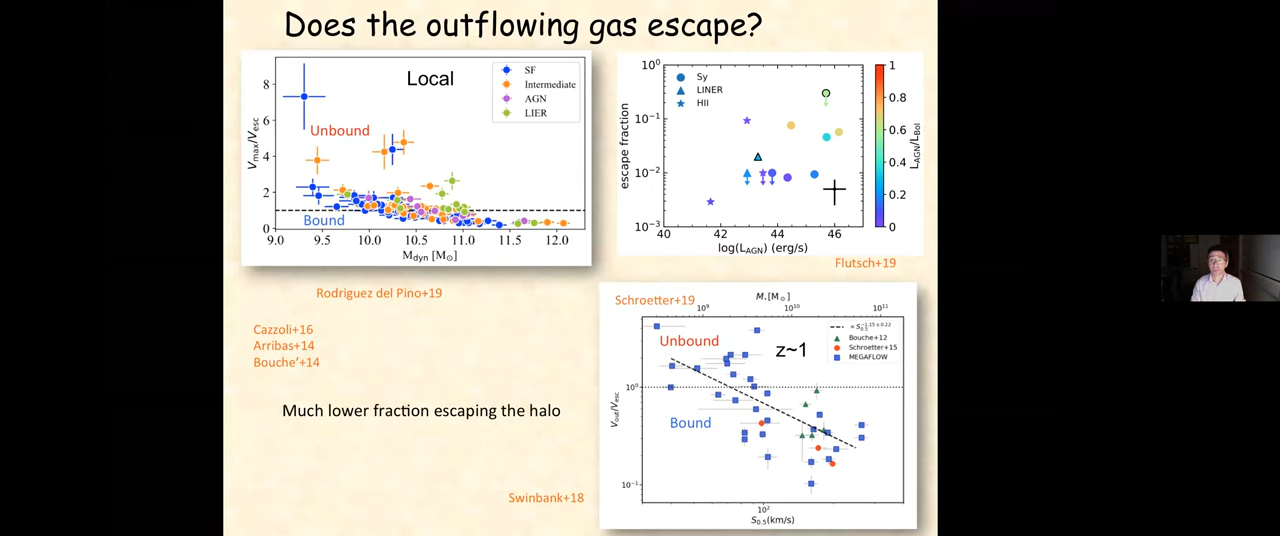 Does the outflowing gas escape?
Local
SF
Intermediate
AGN
LIER
Unbound
Bound
Vmax/Vesc
8
6
4
2
0
9.0 9.5 10.0 10.5 11.0 11.5 12.0
Mdyn [M⊙]
Rodriguez del Pino+19
Sy
LINER
HII
escape fraction
10⁰
10⁻¹
10⁻²
10⁻³
40 42 44 46
log(LAGN) (erg/s)
1
0.8
0.6
0.4
0.2
0
LAGN/LBol
Flutsch+19
Cazzoli+16
Arribas+14
Bouche'+14
Much lower fraction escaping the halo
Swinbank+18
Schroetter+19
M⋆[M⊙]
10⁹ 10¹⁰ 10¹¹
Unbound
z~1
Bouche+12
Schroetter+15
MEGAFLOW
Bound
Vout/Vesc
10⁰
10⁻¹
10²
S0.5(km/s)